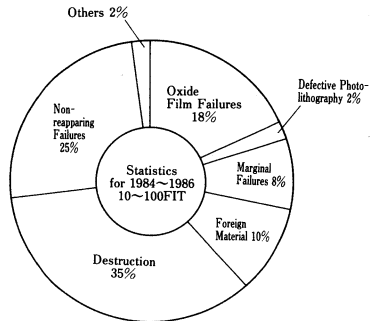 Others 2%
Oxide
Film Failures
18%
Defective Photo-
lithography 2%
Marginal
Failures 8%
Foreign
Material 10%
Destruction
35%
Non-
reapparing
Failures
25%
Statistics
for 1984～1986
10～100FIT